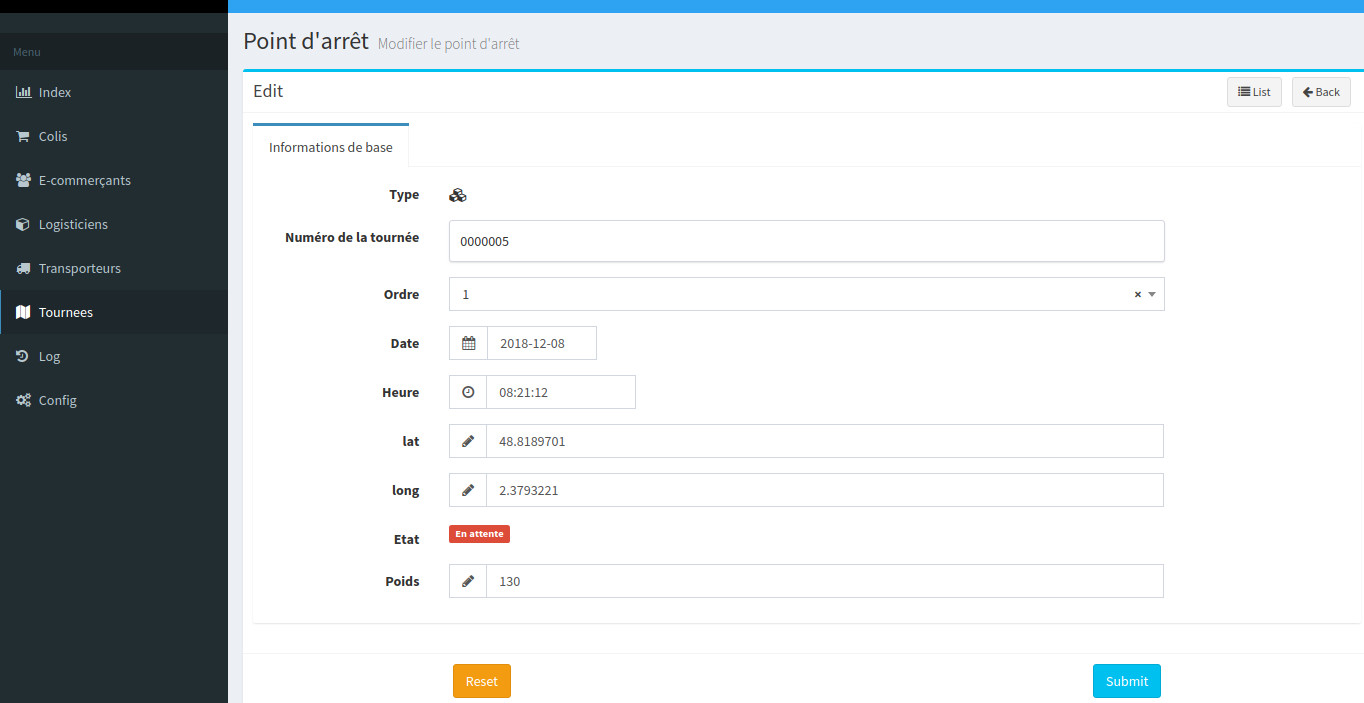 Menu
Index
Colis
E-commerçants
Logisticiens
Transporteurs
Tournees
Log
Config
Point d'arrêt Modifier le point d'arrêt
Edit
List Back
Informations de base
Type
Numéro de la tournée 0000005
Ordre 1 ×
Date 2018-12-08
Heure 08:21:12
lat 48.8189701
long 2.3793221
Etat En attente
Poids 130
Reset Submit